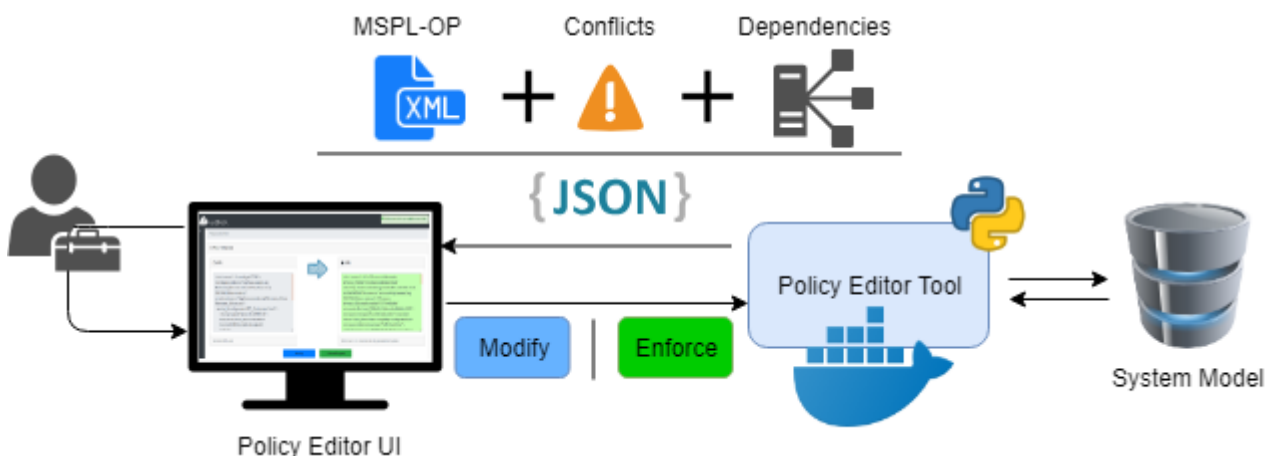 MSPL-OP
Conflicts
Dependencies
XML
{JSON}
Policy Editor Tool
Modify
Enforce
System Model
Policy Editor UI